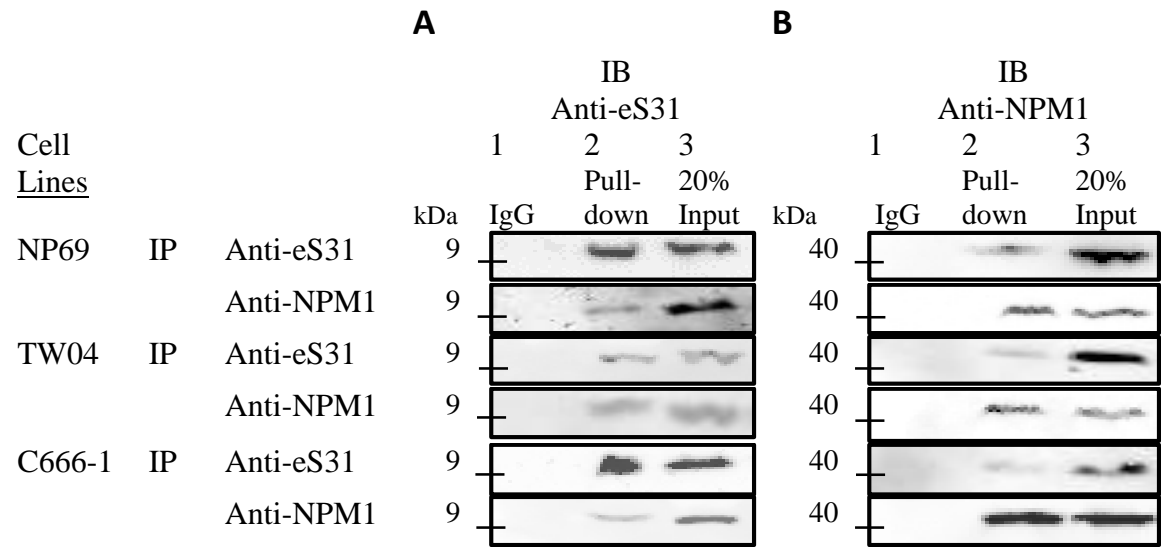 A B
IB IB
Anti-eS31 Anti-NPM1
Cell 1 2 3 1 2 3
Lines Pull- 20% Pull- 20%
kDa IgG down Input kDa IgG down Input
NP69 IP Anti-eS31 9 40
Anti-NPM1 9 40
TW04 IP Anti-eS31 9 40
Anti-NPM1 9 40
C666-1 IP Anti-eS31 9 40
Anti-NPM1 9 40